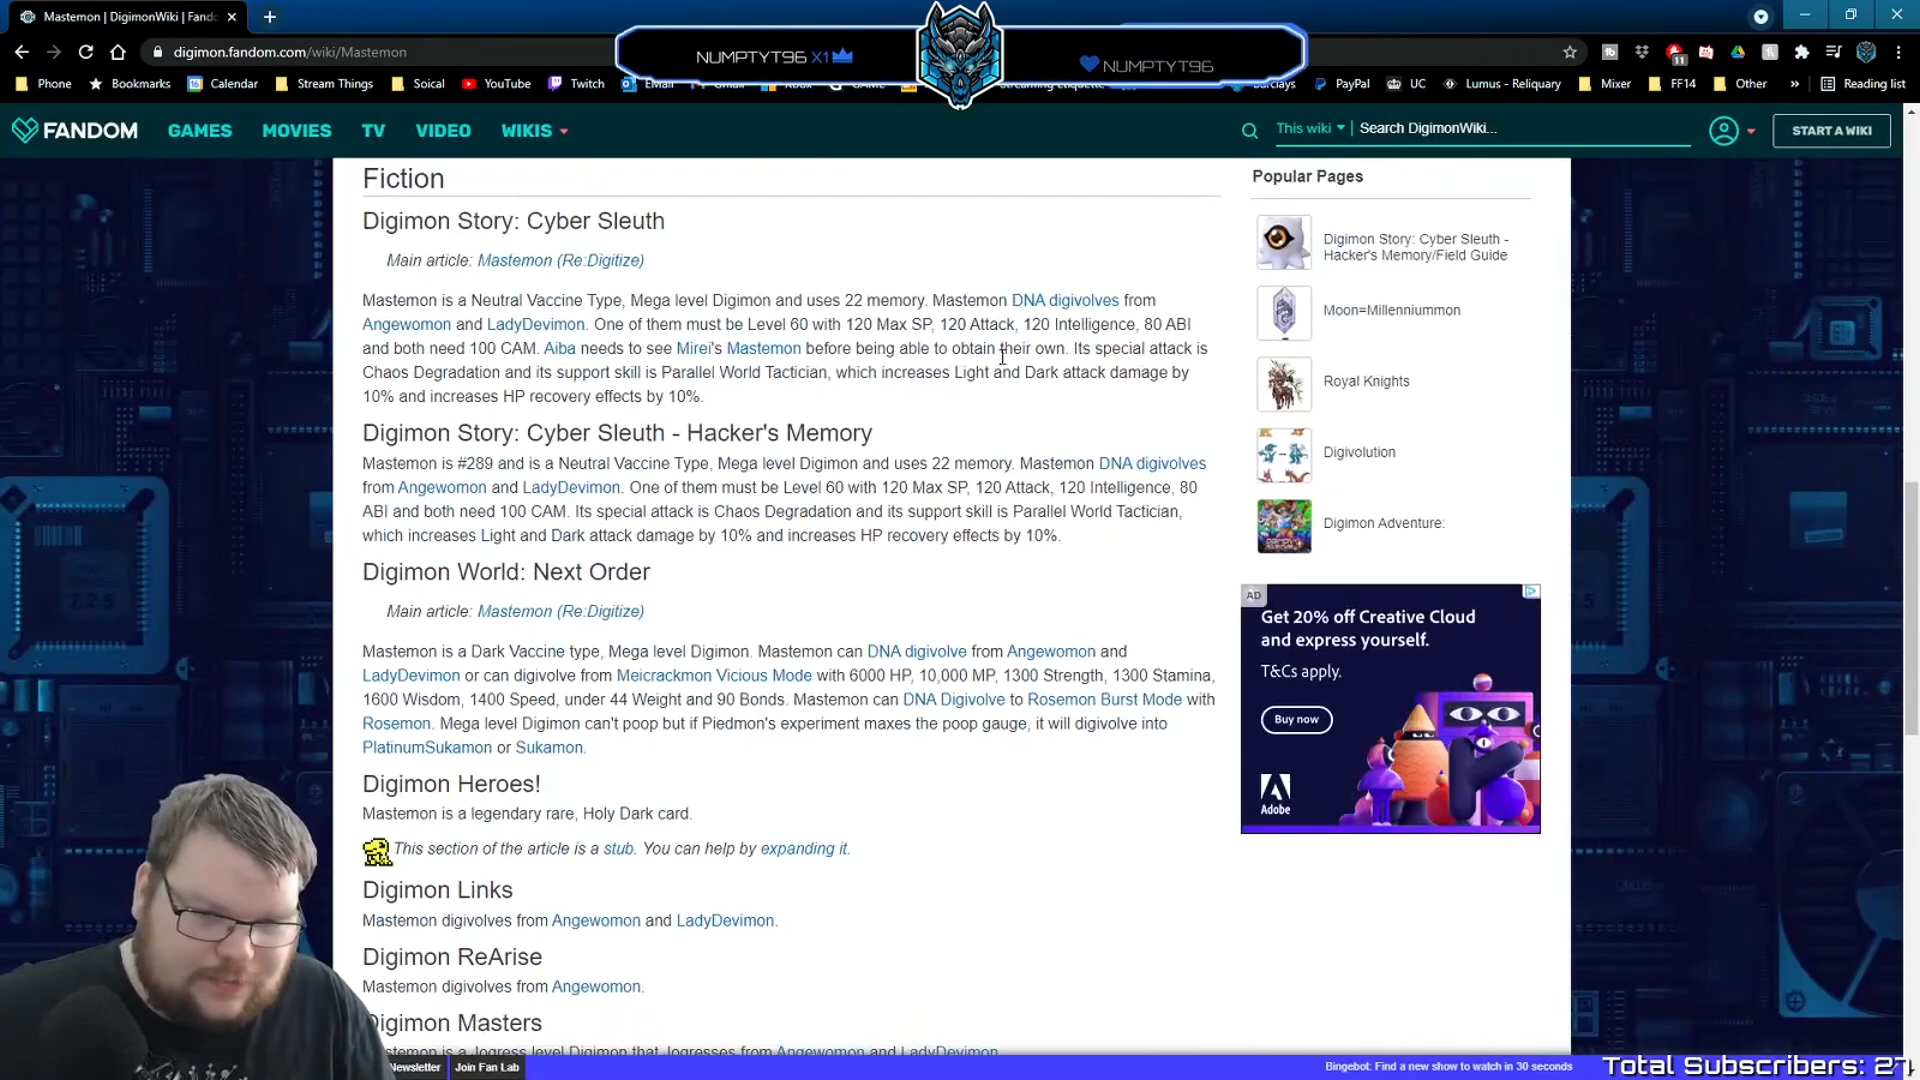 Mastemon | DigimonWiki | Fand
digimon.fandom.com/wiki/Mastemon
NUMPTYT96 X1
NUMPTYT96
Phone Bookmarks Calendar Stream Things Soical YouTube Twitch EMail Streaming Etiquette PayPal UC Lumus - Reliquary Mixer FF14 Other » Reading list
FANDOM GAMES MOVIES TV VIDEO WIKIS This wiki Search DigimonWiki... START A WIKI
Fiction
Digimon Story: Cyber Sleuth
Main article: Mastemon (Re:Digitize)
Mastemon is a Neutral Vaccine Type, Mega level Digimon and uses 22 memory. Mastemon DNA digivolves from
Angewomon and LadyDevimon. One of them must be Level 60 with 120 Max SP, 120 Attack, 120 Intelligence, 80 ABI
and both need 100 CAM. Aiba needs to see Mirei's Mastemon before being able to obtain their own. Its special attack is
Chaos Degradation and its support skill is Parallel World Tactician, which increases Light and Dark attack damage by
10% and increases HP recovery effects by 10%.
Digimon Story: Cyber Sleuth - Hacker's Memory
Mastemon is #289 and is a Neutral Vaccine Type, Mega level Digimon and uses 22 memory. Mastemon DNA digivolves
from Angewomon and LadyDevimon. One of them must be Level 60 with 120 Max SP, 120 Attack, 120 Intelligence, 80
ABI and both need 100 CAM. Its special attack is Chaos Degradation and its support skill is Parallel World Tactician,
which increases Light and Dark attack damage by 10% and increases HP recovery effects by 10%.
Digimon World: Next Order
Main article: Mastemon (Re:Digitize)
Mastemon is a Dark Vaccine type, Mega level Digimon. Mastemon can DNA digivolve from Angewomon and
LadyDevimon or can digivolve from Meicrackmon Vicious Mode with 6000 HP, 10,000 MP, 1300 Strength, 1300 Stamina,
1600 Wisdom, 1400 Speed, under 44 Weight and 90 Bonds. Mastemon can DNA Digivolve to Rosemon Burst Mode with
Rosemon. Mega level Digimon can't poop but if Piedmon's experiment maxes the poop gauge, it will digivolve into
PlatinumSukamon or Sukamon.
Digimon Heroes!
Mastemon is a legendary rare, Holy Dark card.
This section of the article is a stub. You can help by expanding it.
Digimon Links
Mastemon digivolves from Angewomon and LadyDevimon.
Digimon ReArise
Mastemon digivolves from Angewomon.
Digimon Masters
stemon is a Jogress level Digimon that Jogresses from Angewomon and LadyDevimon
Popular Pages
Digimon Story: Cyber Sleuth -
Hacker's Memory/Field Guide
Moon=Millenniummon
Royal Knights
Digivolution
Digimon Adventure:
AD
Get 20% off Creative Cloud
and express yourself.
T&Cs apply.
Buy now
Adobe
Newsletter Join Fan Lab
Bingebot: Find a new show to watch in 30 seconds
Total Subscribers: 27